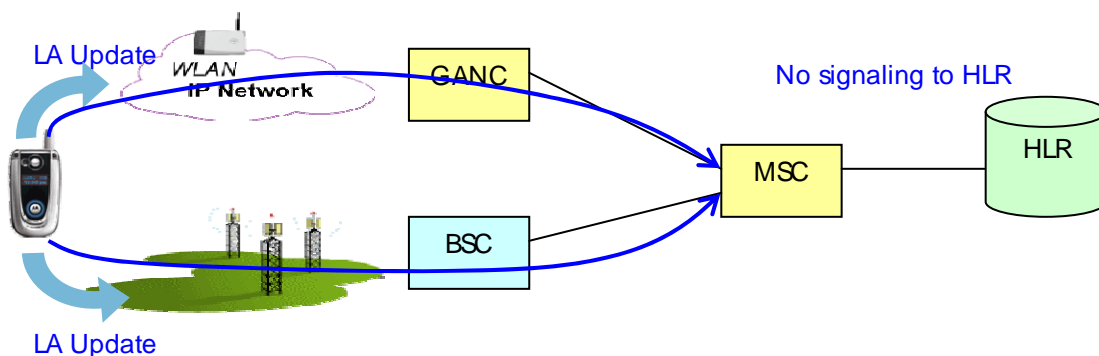 LA Update
WLAN
IP Network
GANC
No signaling to HLR
MSC
HLR
BSC
LA Update